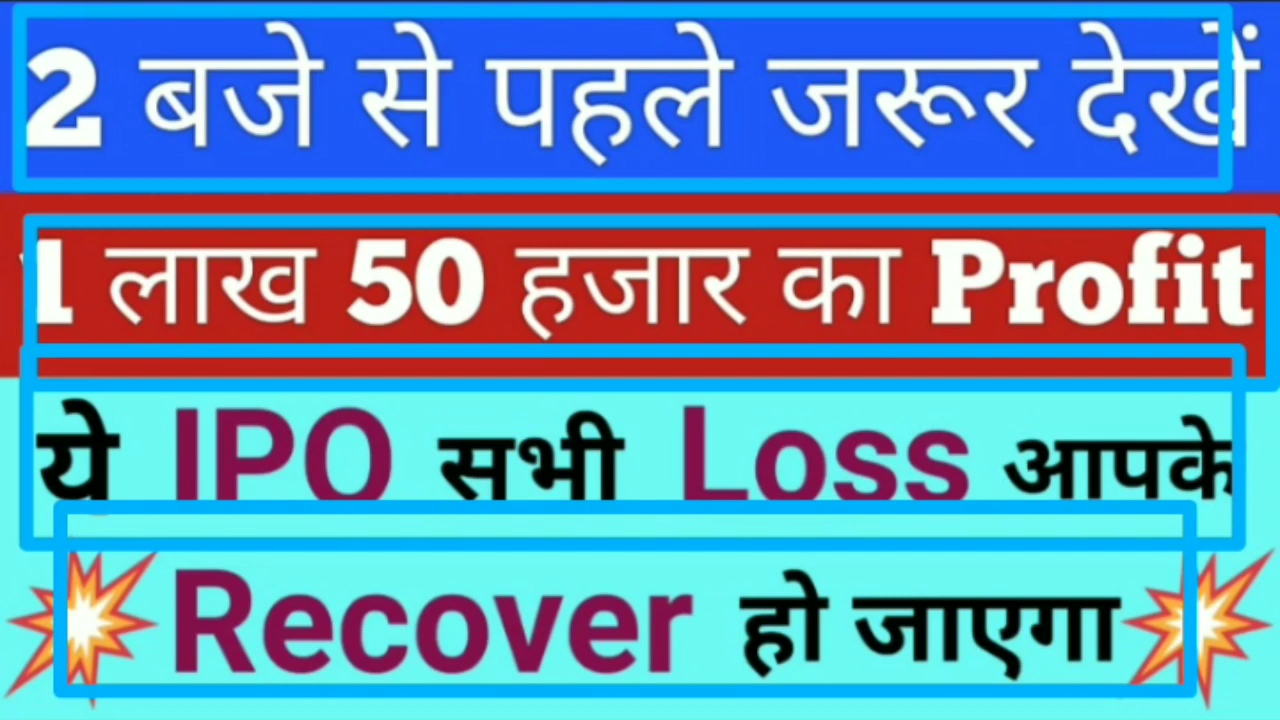 2 बजे से पहले जरूर देखें
1 लाख 50 हजार का Profit
ये IPO सभी Loss आपके
Recover हो जाएगा